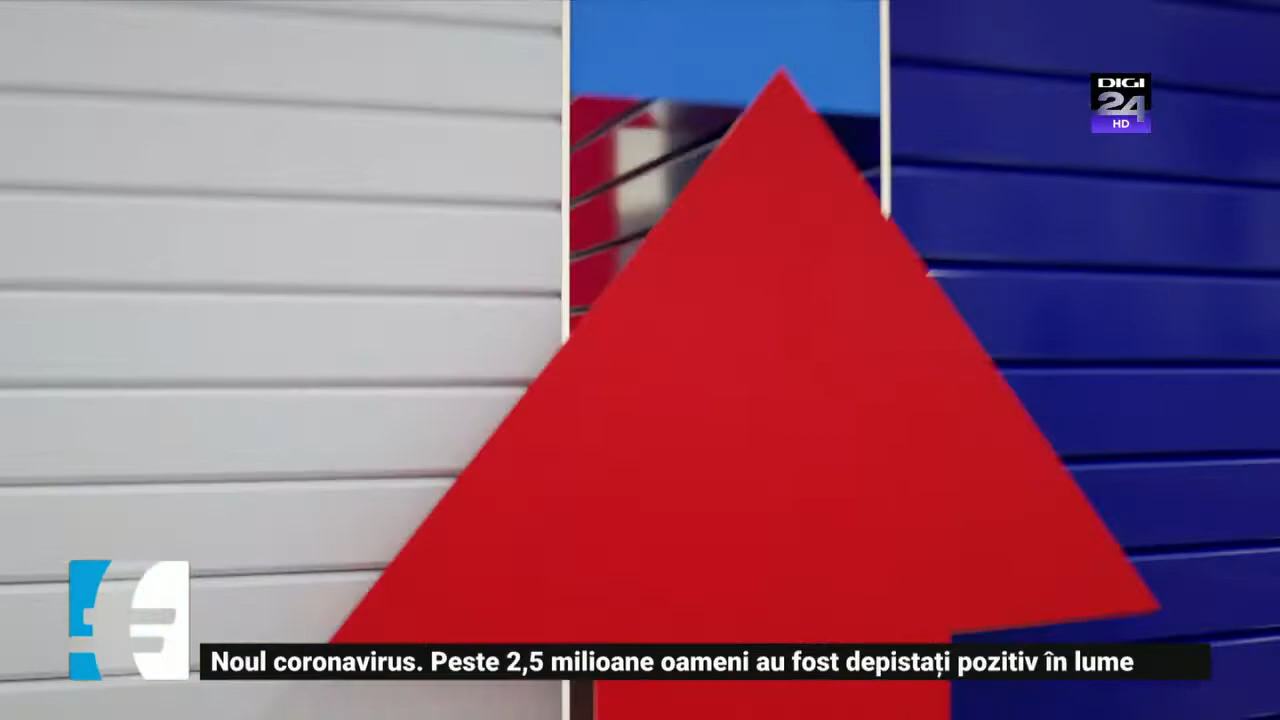 DIGI
24
HD
Noul coronavirus. Peste 2,5 milioane oameni au fost depistați pozitiv în lume